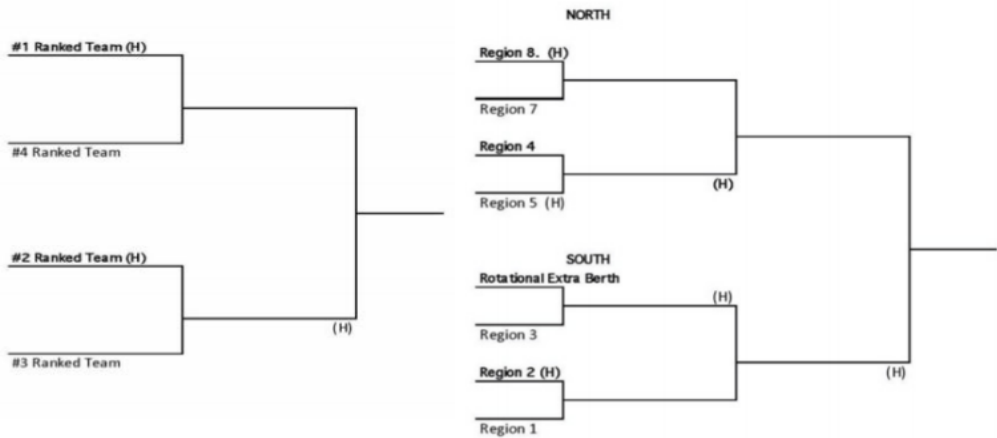 #1 Ranked Team (H)
#4 Ranked Team
#2 Ranked Team (H)
(H)
#3 Ranked Team
NORTH
Region 8. (H)
Region 7
Region 4
(H)
Region 5 (H)
SOUTH
Rotational Extra Berth
(H)
Region 3
Region 2 (H)
(H)
Region 1